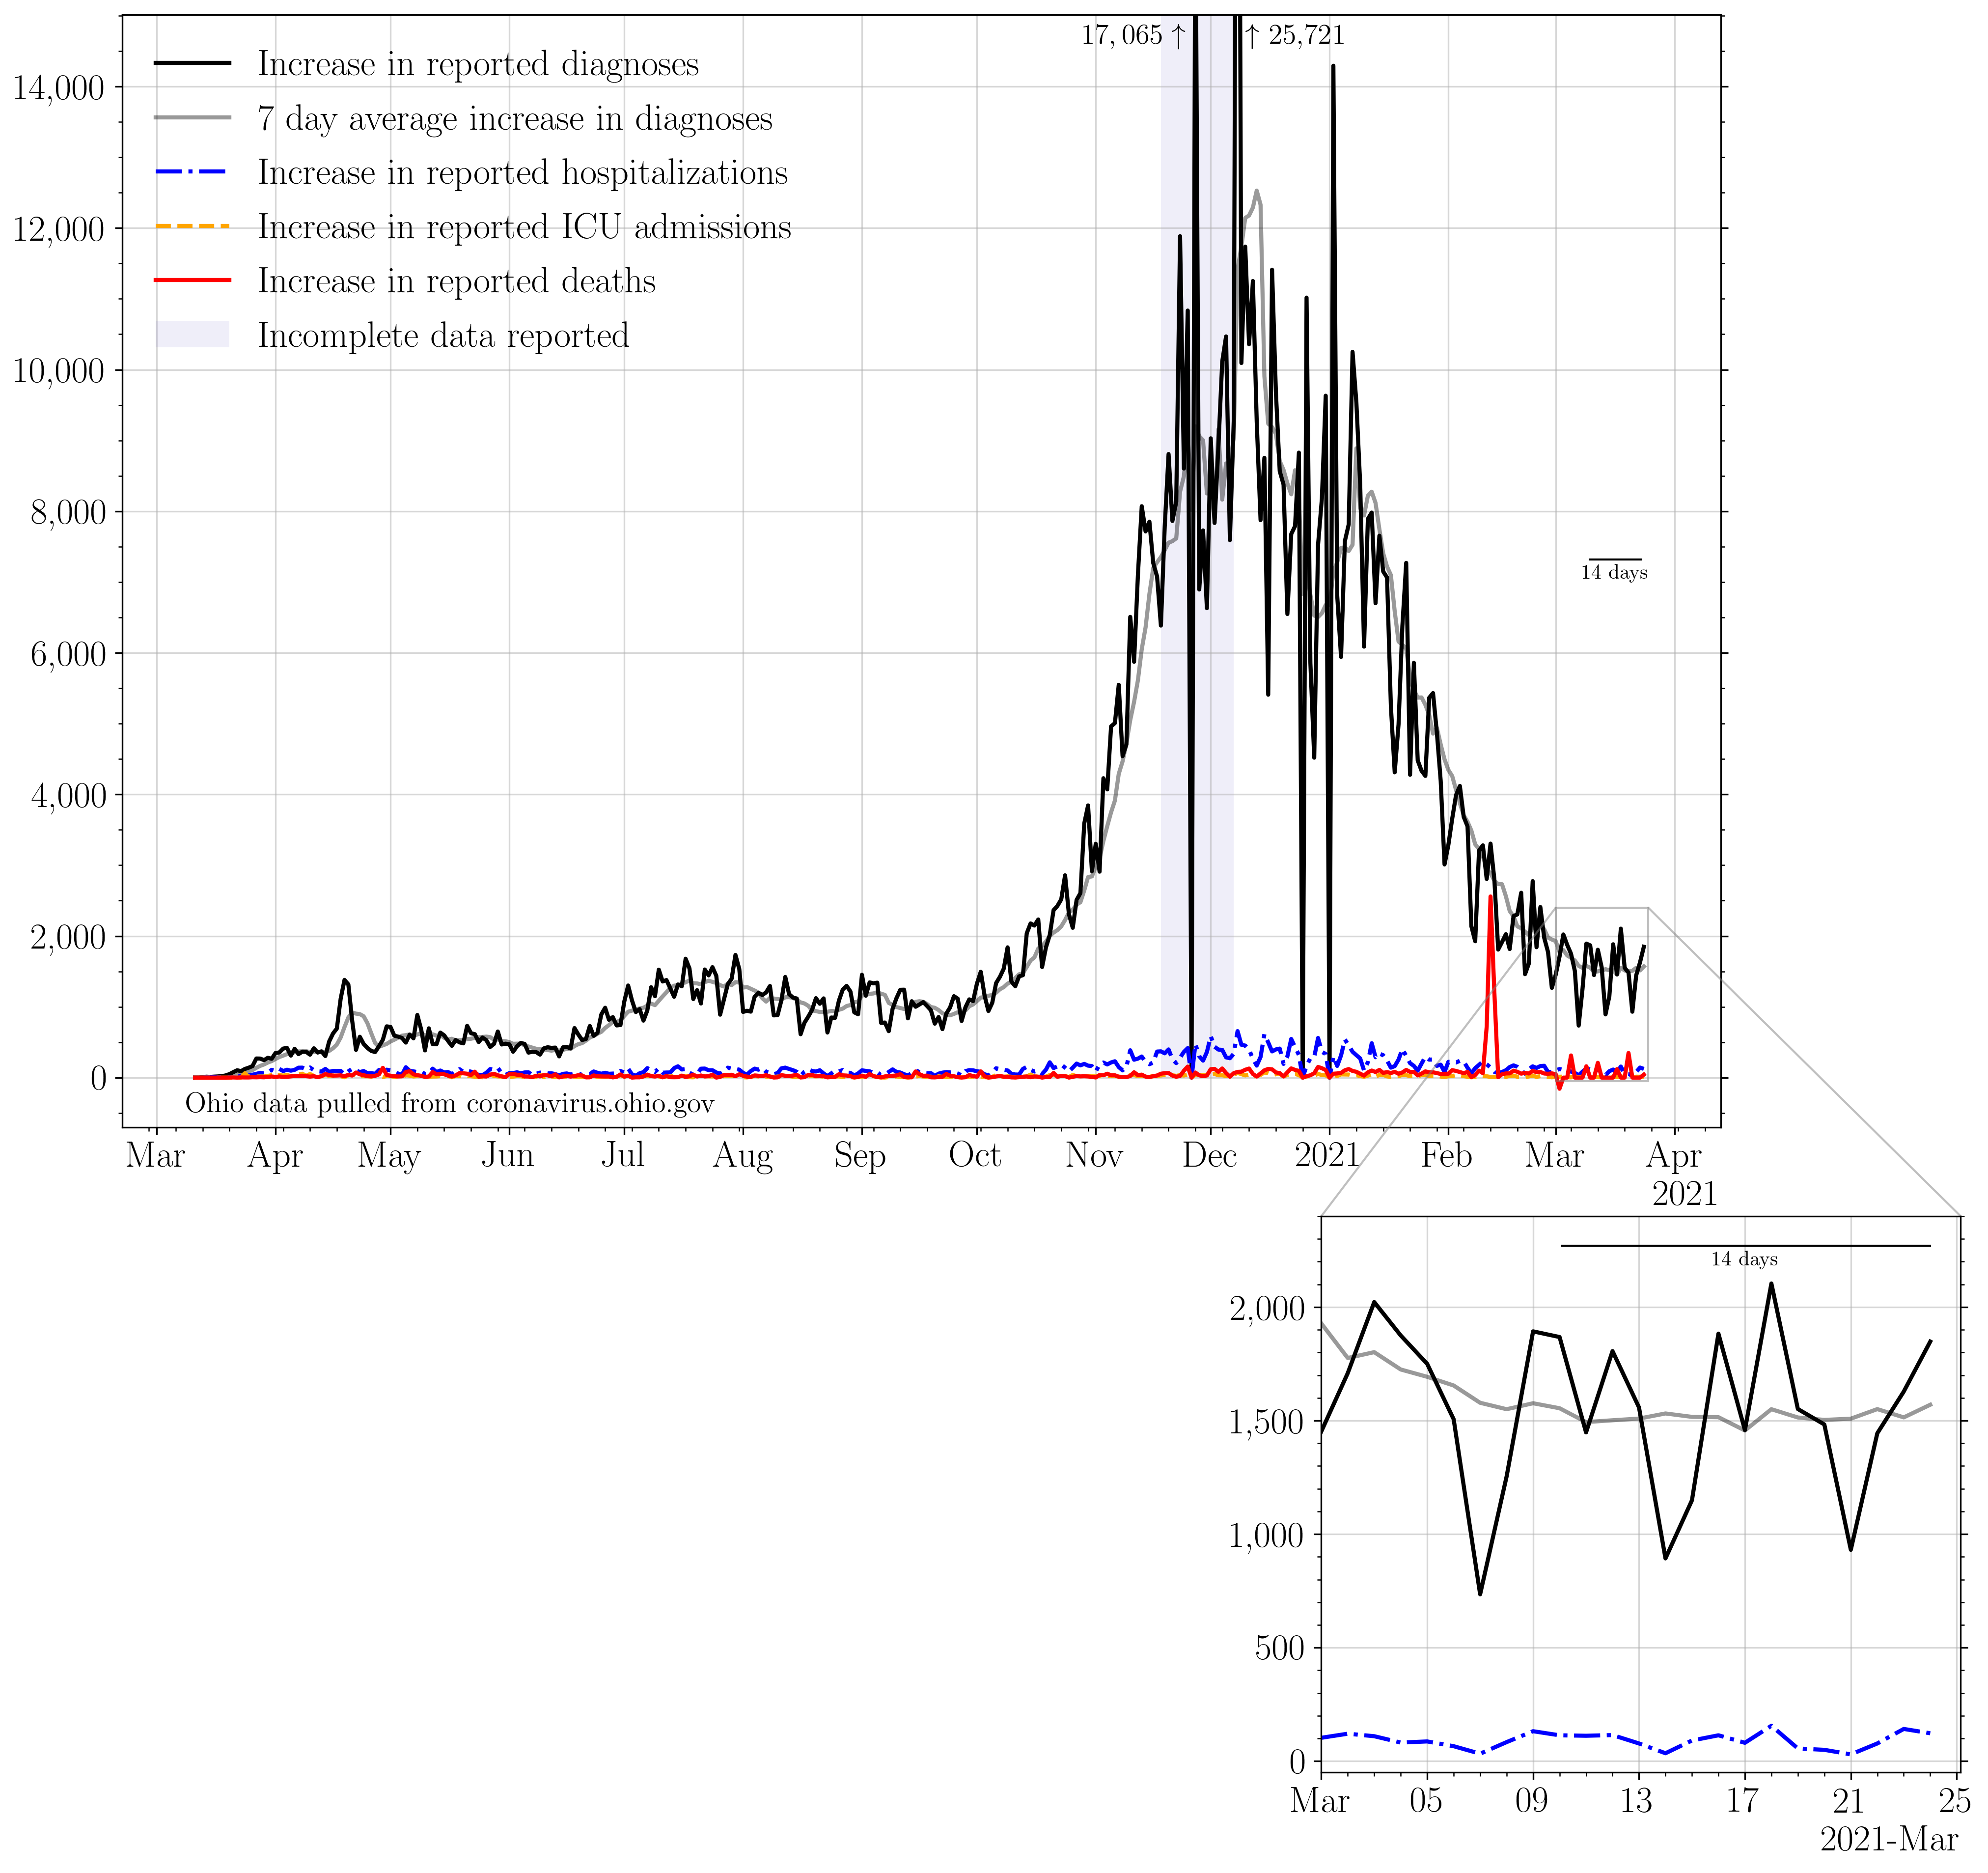 17,065 ↑ ↑ 25,721
Increase in reported diagnoses
7 day average increase in diagnoses
Increase in reported hospitalizations
Increase in reported ICU admissions
Increase in reported deaths
Incomplete data reported
14,000
12,000
10,000
8,000
6,000
4,000
2,000
0
14 days
Ohio data pulled from coronavirus.ohio.gov
Mar Apr May Jun Jul Aug Sep Oct Nov Dec 2021 Feb Mar Apr
2021
14 days
2,000
1,500
1,000
500
0
Mar 05 09 13 17 21 25
2021-Mar